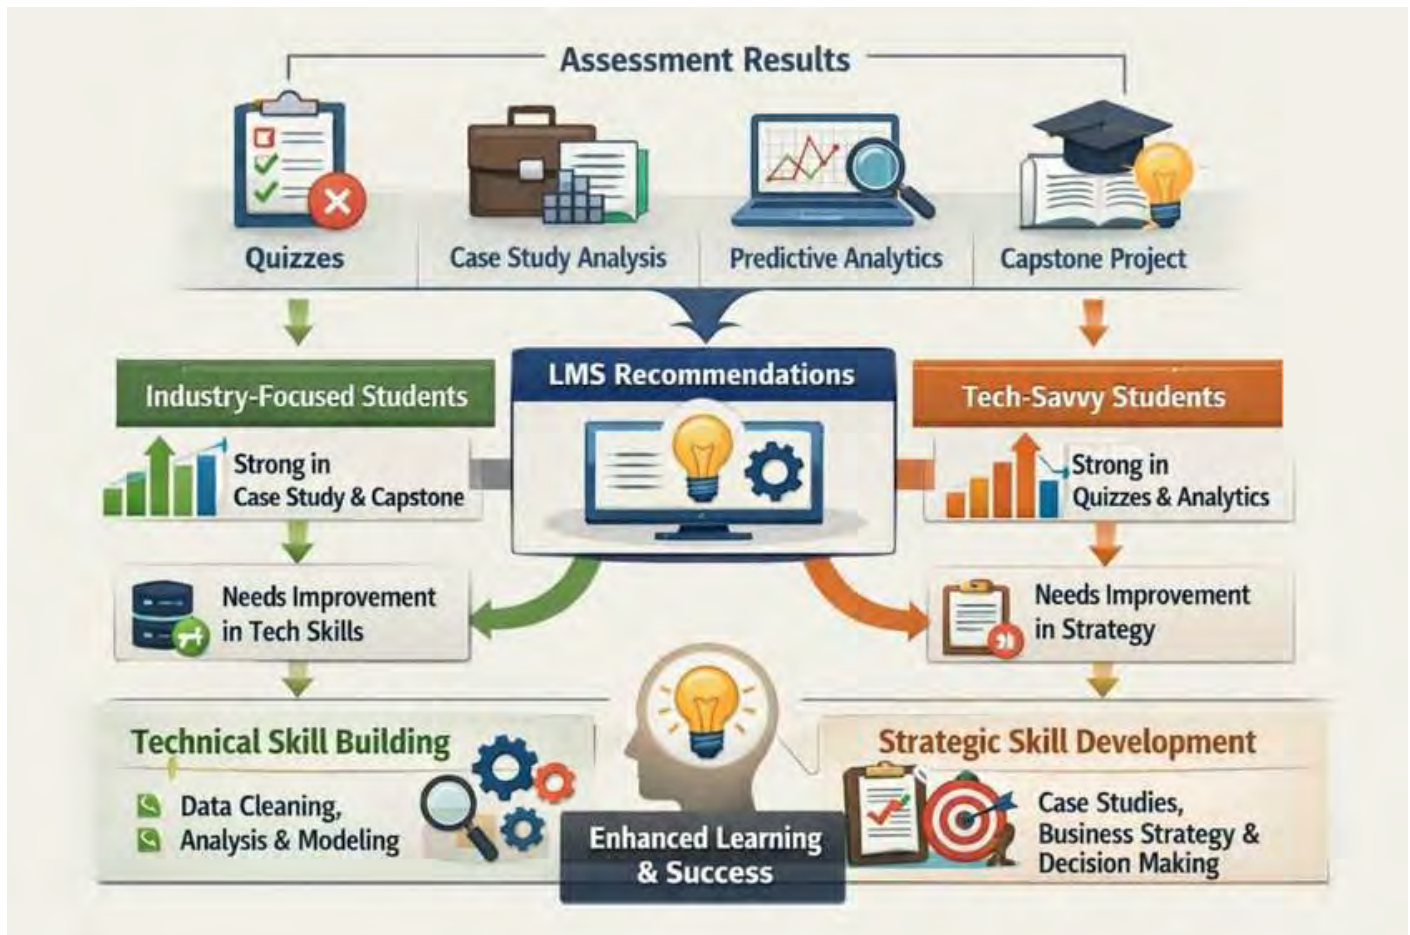 Assessment Results
Quizzes
Case Study Analysis
Predictive Analytics
Capstone Project
Industry-Focused Students
LMS Recommendations
Tech-Savvy Students
Strong in
Case Study & Capstone
Strong in
Quizzes & Analytics
Needs Improvement
in Tech Skills
Needs Improvement
in Strategy
Technical Skill Building
Data Cleaning,
Analysis & Modeling
Enhanced Learning
& Success
Strategic Skill Development
Case Studies,
Business Strategy &
Decision Making